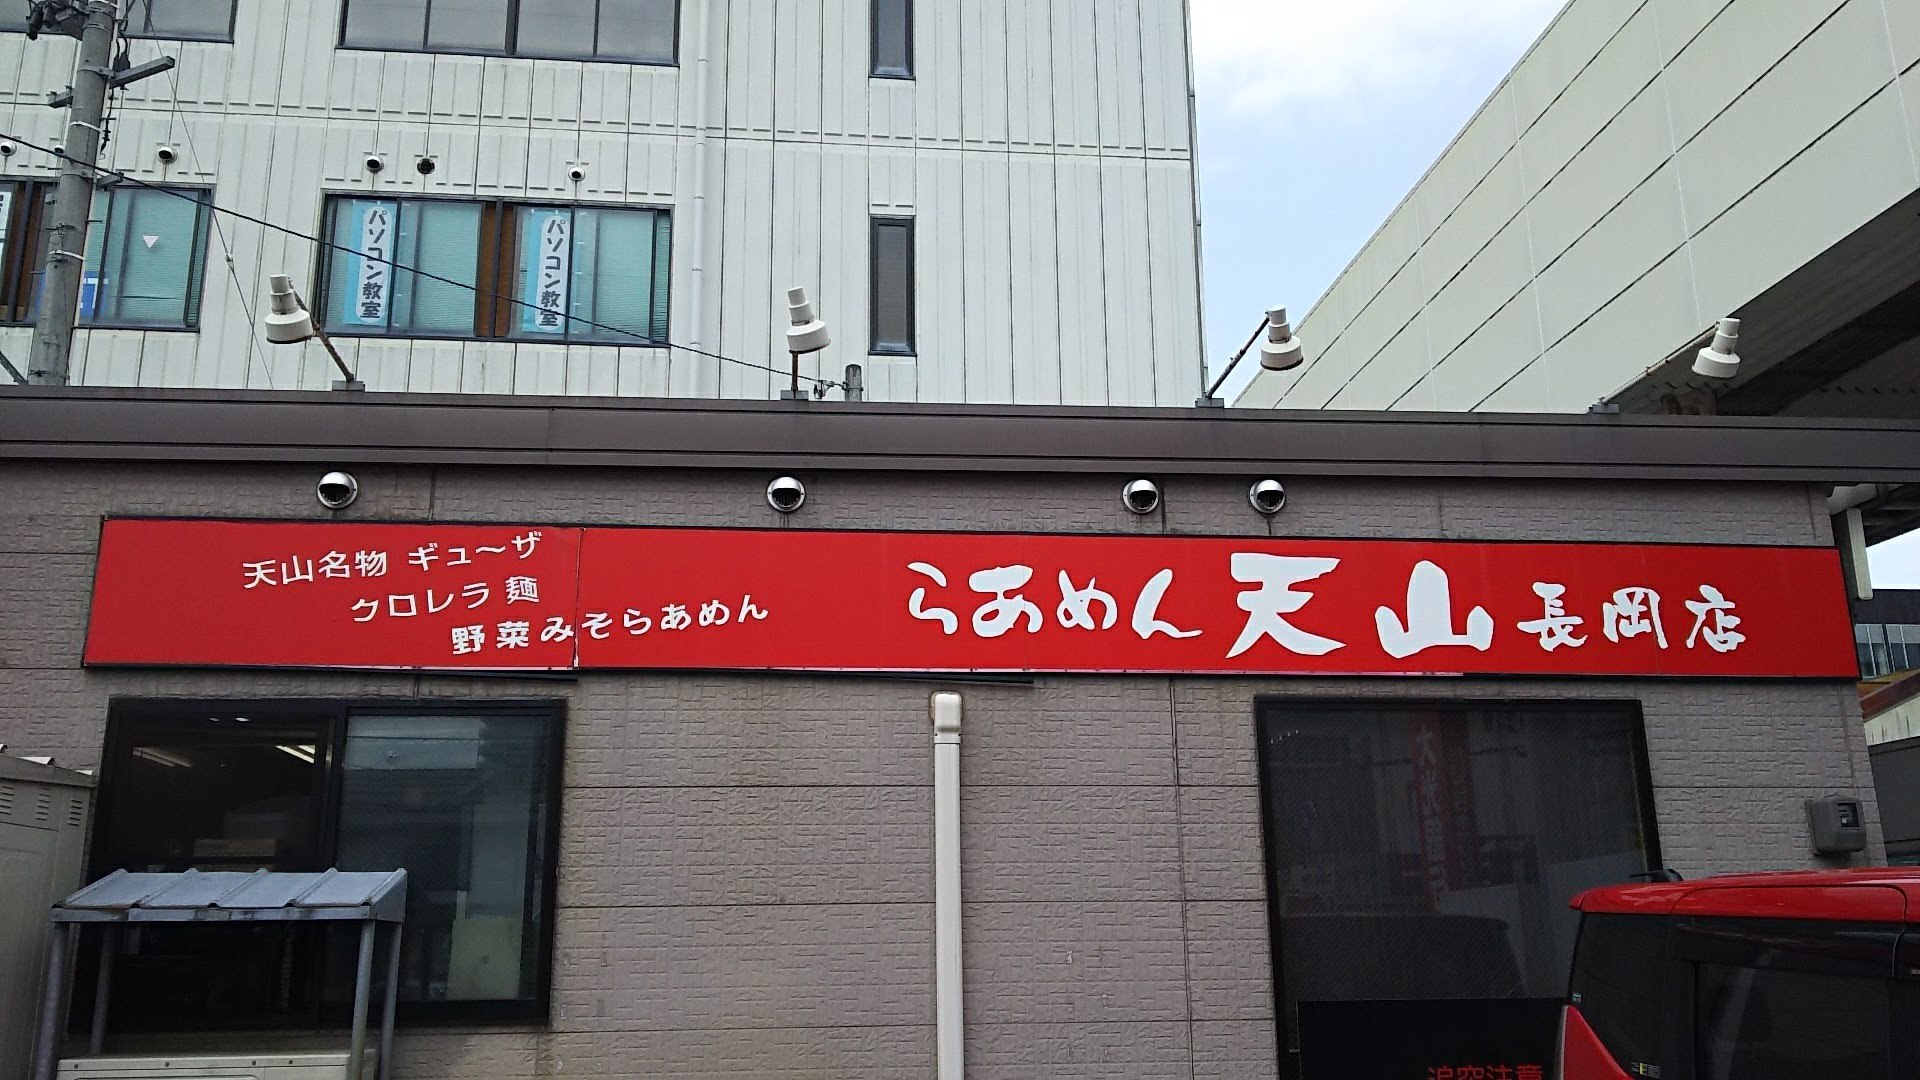 パソコン教室
パソコン教室
天山名物 ギューザ
クロレラ麺
野菜みそらあめん
らあめん天山長岡店